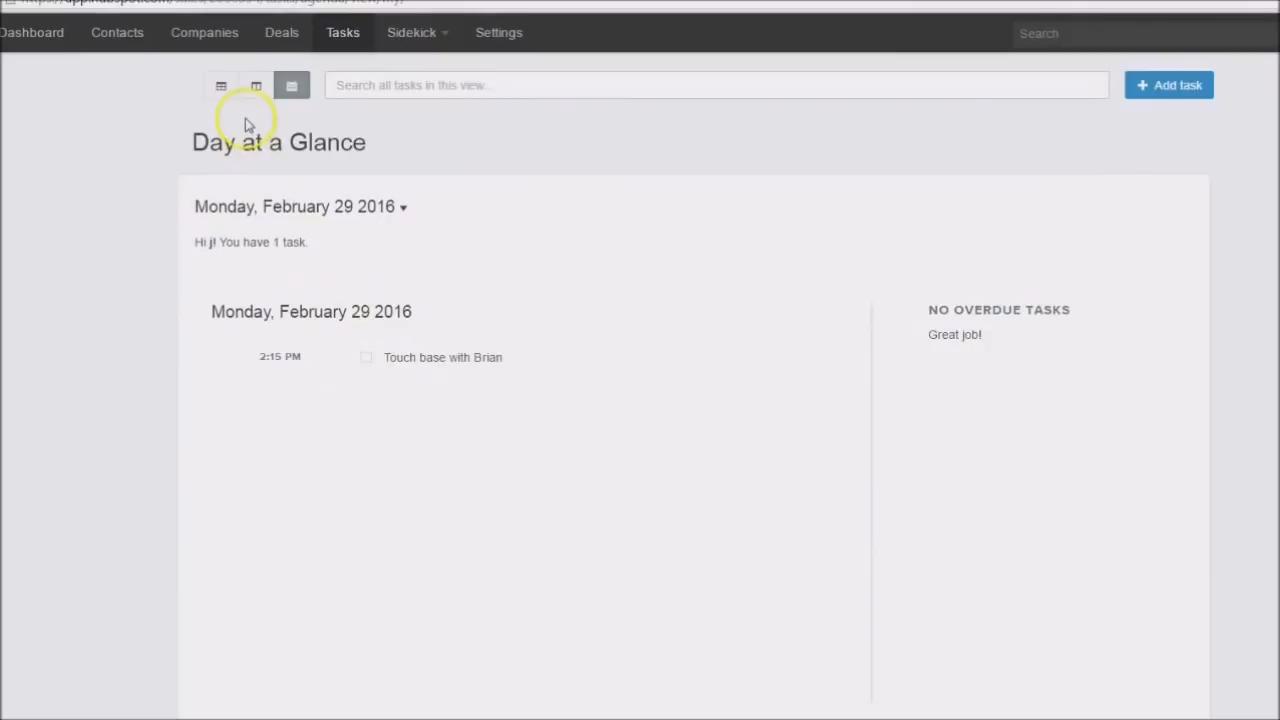 Dashboard Contacts Companies Deals Tasks Sidekick Settings Search
Search all tasks in this view...
+ Add task
Day at a Glance
Monday, February 29 2016
Hi j! You have 1 task.
Monday, February 29 2016
2:15 PM Touch base with Brian
NO OVERDUE TASKS
Great job!